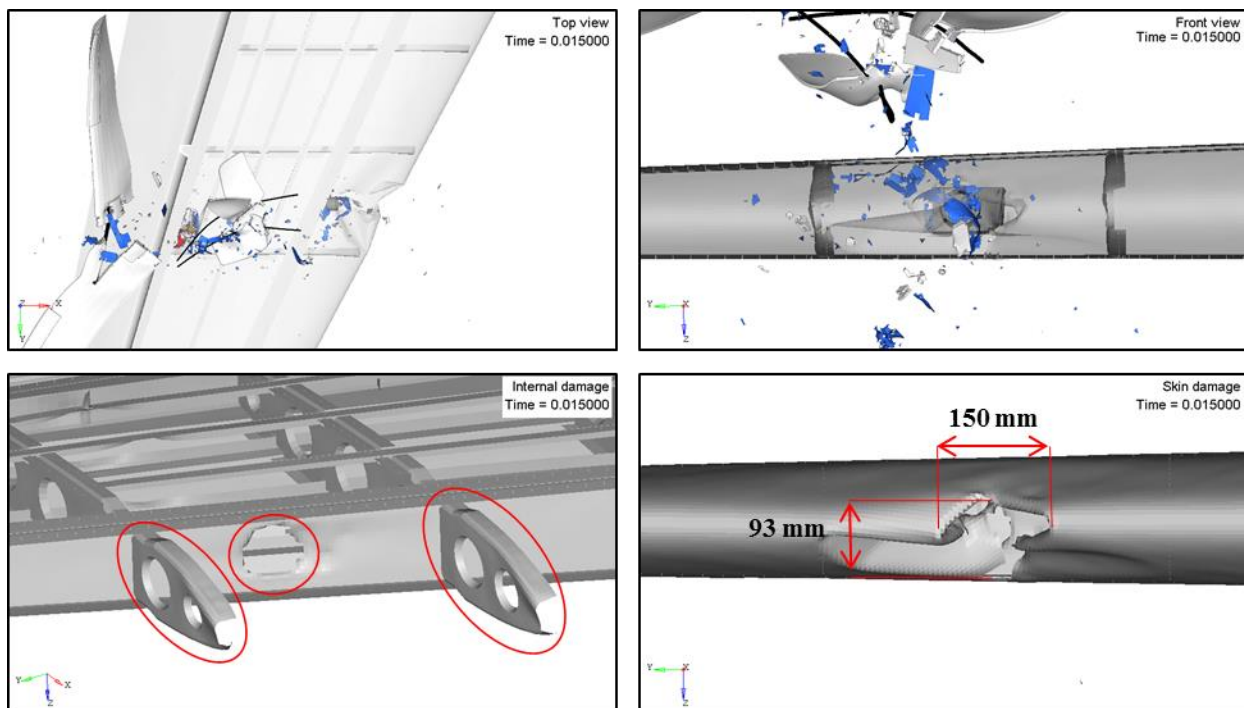 Top view
Time = 0.015000
Z
X
Y
Front view
Time = 0.015000
Y
X
Z
Internal damage
Time = 0.015000
Y
X
Z
Skin damage
Time = 0.015000
150 mm
93 mm
Y
X
Z